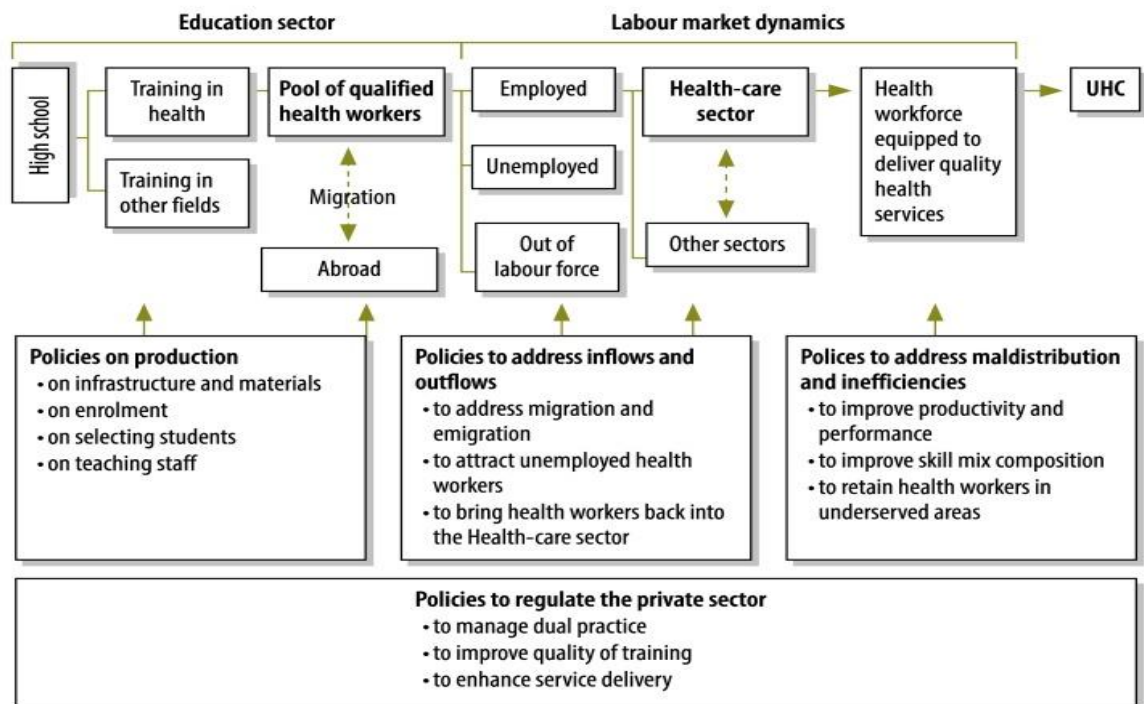 Education sector
Labour market dynamics
High school
Training in
health
Training in
other fields
Pool of qualified
health workers
Migration
Abroad
Employed
Unemployed
Out of
labour force
Health-care
sector
Other sectors
Health
workforce
equipped to
deliver quality
health
services
UHC
Policies on production
• on infrastructure and materials
• on enrolment
• on selecting students
• on teaching staff
Policies to address inflows and
outflows
• to address migration and
emigration
• to attract unemployed health
workers
• to bring health workers back into
the Health-care sector
Polices to address maldistribution
and inefficiencies
• to improve productivity and
performance
• to improve skill mix composition
• to retain health workers in
underserved areas
Policies to regulate the private sector
• to manage dual practice
• to improve quality of training
• to enhance service delivery